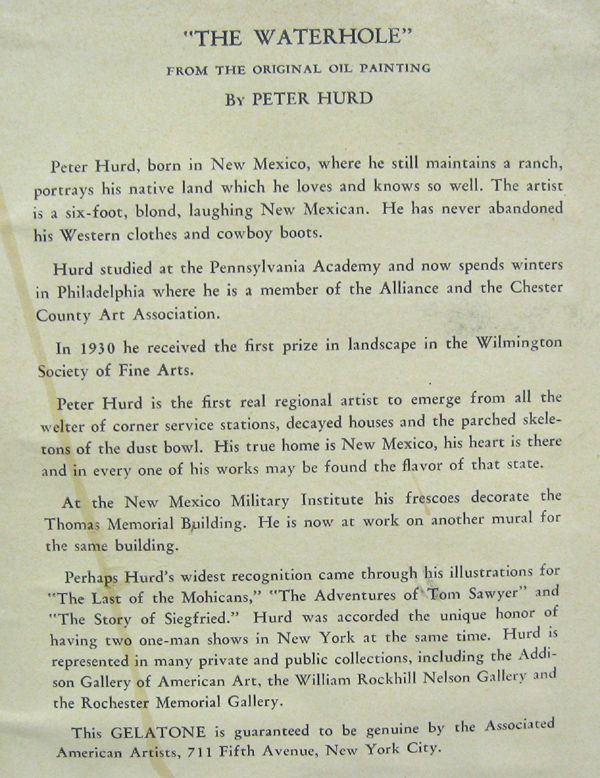 "THE WATERHOLE"
FROM THE ORIGINAL OIL PAINTING
By PETER HURD
Peter Hurd, born in New Mexico, where he still maintains a ranch,
portrays his native land which he loves and knows so well. The artist
is a six-foot, blond, laughing New Mexican. He has never abandoned
his Western clothes and cowboy boots.
Hurd studied at the Pennsylvania Academy and now spends winters
in Philadelphia where he is a member of the Alliance and the Chester
County Art Association.
In 1930 he received the first prize in landscape in the Wilmington
Society of Fine Arts.
Peter Hurd is the first real regional artist to emerge from all the
welter of corner service stations, decayed houses and the parched skele-
tons of the dust bowl. His true home is New Mexico, his heart is there
and in every one of his works may be found the flavor of that state.
At the New Mexico Military Institute his frescoes decorate the
Thomas Memorial Building. He is now at work on another mural for
the same building.
Perhaps Hurd's widest recognition came through his illustrations for
"The Last of the Mohicans," "The Adventures of Tom Sawyer" and
"The Story of Siegfried." Hurd was accorded the unique honor of
having two one-man shows in New York at the same time. Hurd is
represented in many private and public collections, including the Addi-
son Gallery of American Art, the William Rockhill Nelson Gallery and
the Rochester Memorial Gallery.
This GELATONE is guaranteed to be genuine by the Associated
American Artists, 711 Fifth Avenue, New York City.